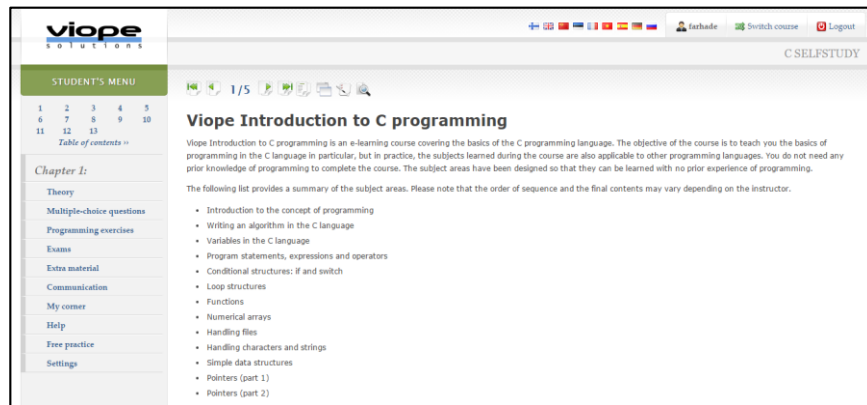 viope
solutions
farhade Switch course Logout
C SELFSTUDY
STUDENT'S MENU
1 2 3 4 5
6 7 8 9 10
11 12 13
Table of contents »
Chapter 1:
Theory
Multiple-choice questions
Programming exercises
Exams
Extra material
Communication
My corner
Help
Free practice
Settings
1/5
Viope Introduction to C programming
Viope Introduction to C programming is an e-learning course covering the basics of the C programming language. The objective of the course is to teach you the basics of
programming in the C language in particular, but in practice, the subjects learned during the course are also applicable to other programming languages. You do not need any
prior knowledge of programming to complete the course. The subject areas have been designed so that they can be learned with no prior experience of programming.
The following list provides a summary of the subject areas. Please note that the order of sequence and the final contents may vary depending on the instructor.
• Introduction to the concept of programming
• Writing an algorithm in the C language
• Variables in the C language
• Program statements, expressions and operators
• Conditional structures: if and switch
• Loop structures
• Functions
• Numerical arrays
• Handling files
• Handling characters and strings
• Simple data structures
• Pointers (part 1)
• Pointers (part 2)